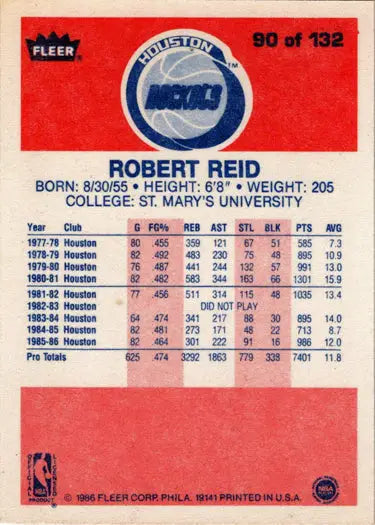 FLEER
90 of 132
HOUSTON
ROCKETS
TM
ROBERT REID
BORN: 8/30/55 • HEIGHT: 6'8" • WEIGHT: 205
COLLEGE: ST. MARY'S UNIVERSITY
Year Club G FG% REB AST STL BLK PTS AVG
1977-78 Houston 80 .455 359 121 67 51 585 7.3
1978-79 Houston 82 .492 483 230 75 48 895 10.9
1979-80 Houston 76 .487 441 244 132 57 991 13.0
1980-81 Houston 82 .482 583 344 163 66 1301 15.9
1981-82 Houston 77 .456 511 314 115 48 1035 13.4
1982-83 Houston DID NOT PLAY
1983-84 Houston 64 .474 341 217 88 30 895 14.0
1984-85 Houston 82 .481 273 171 48 22 713 8.7
1985-86 Houston 82 .464 301 222 91 16 986 12.0
Pro Totals 625 .474 3292 1863 779 338 7401 11.8
OFFICIAL LICENSED
NBA
PRODUCT
© 1986 FLEER CORP. PHILA. 19141 PRINTED IN U.S.A.